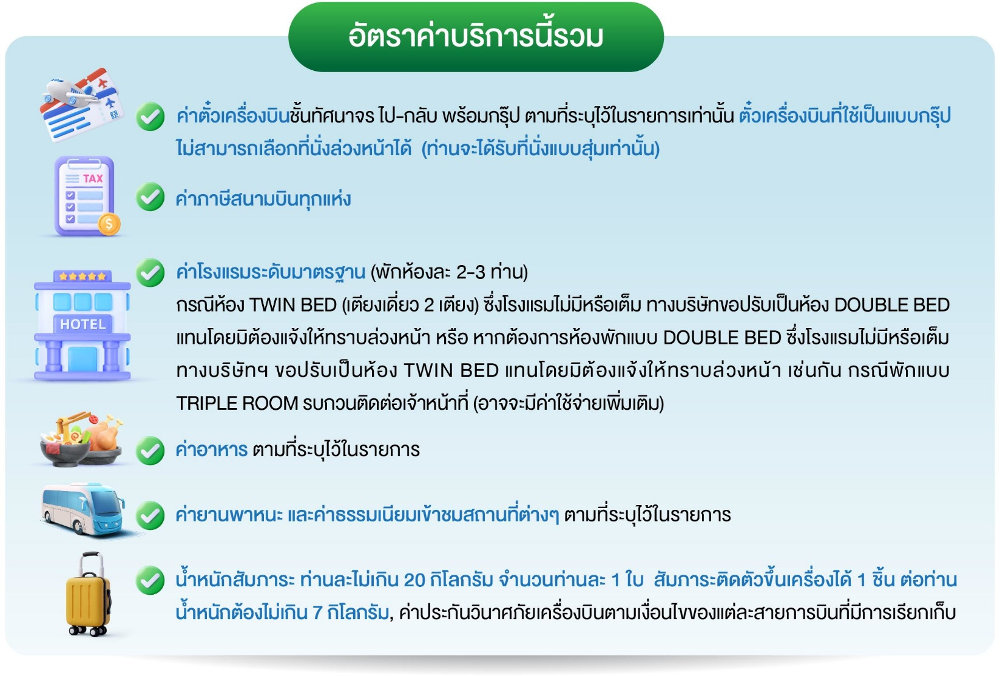 อัตราค่าบริการนี้รวม
ค่าตั๋วเครื่องบินชั้นทัศนาจร ไป-กลับ พร้อมกรุ๊ป ตามที่ระบุไว้ในรายการเท่านั้น ตั๋วเครื่องบินที่ใช้เป็นแบบกรุ๊ป
ไม่สามารถเลือกที่นั่งล่วงหน้าได้ (ท่านจะได้รับที่นั่งแบบสุ่มเท่านั้น)
TAX
$
ค่าภาษีสนามบินทุกแห่ง
HOTEL
ค่าโรงแรมระดับมาตรฐาน (พักห้องละ 2-3 ท่าน)
กรณีห้อง TWIN BED (เตียงเดี่ยว 2 เตียง) ซึ่งโรงแรมไม่มีหรือเต็ม ทางบริษัทขอปรับเป็นห้อง DOUBLE BED
แทนโดยมิต้องแจ้งให้ทราบล่วงหน้า หรือ หากต้องการห้องพักแบบ DOUBLE BED ซึ่งโรงแรมไม่มีหรือเต็ม
ทางบริษัทฯ ขอปรับเป็นห้อง TWIN BED แทนโดยมิต้องแจ้งให้ทราบล่วงหน้า เช่นกัน กรณีพักแบบ
TRIPLE ROOM รบกวนติดต่อเจ้าหน้าที่ (อาจจะมีค่าใช้จ่ายเพิ่มเติม)
ค่าอาหาร ตามที่ระบุไว้ในรายการ
ค่ายานพาหนะ และค่าธรรมเนียมเข้าชมสถานที่ต่างๆ ตามที่ระบุไว้ในรายการ
น้ำหนักสัมภาระ ท่านละไม่เกิน 20 กิโลกรัม จำนวนท่านละ 1 ใบ สัมภาระติดตัวขึ้นเครื่องได้ 1 ชิ้น ต่อท่าน
น้ำหนักต้องไม่เกิน 7 กิโลกรัม, ค่าประกันวินาศภัยเครื่องบินตามเงื่อนไขของแต่ละสายการบินที่มีการเรียกเก็บ